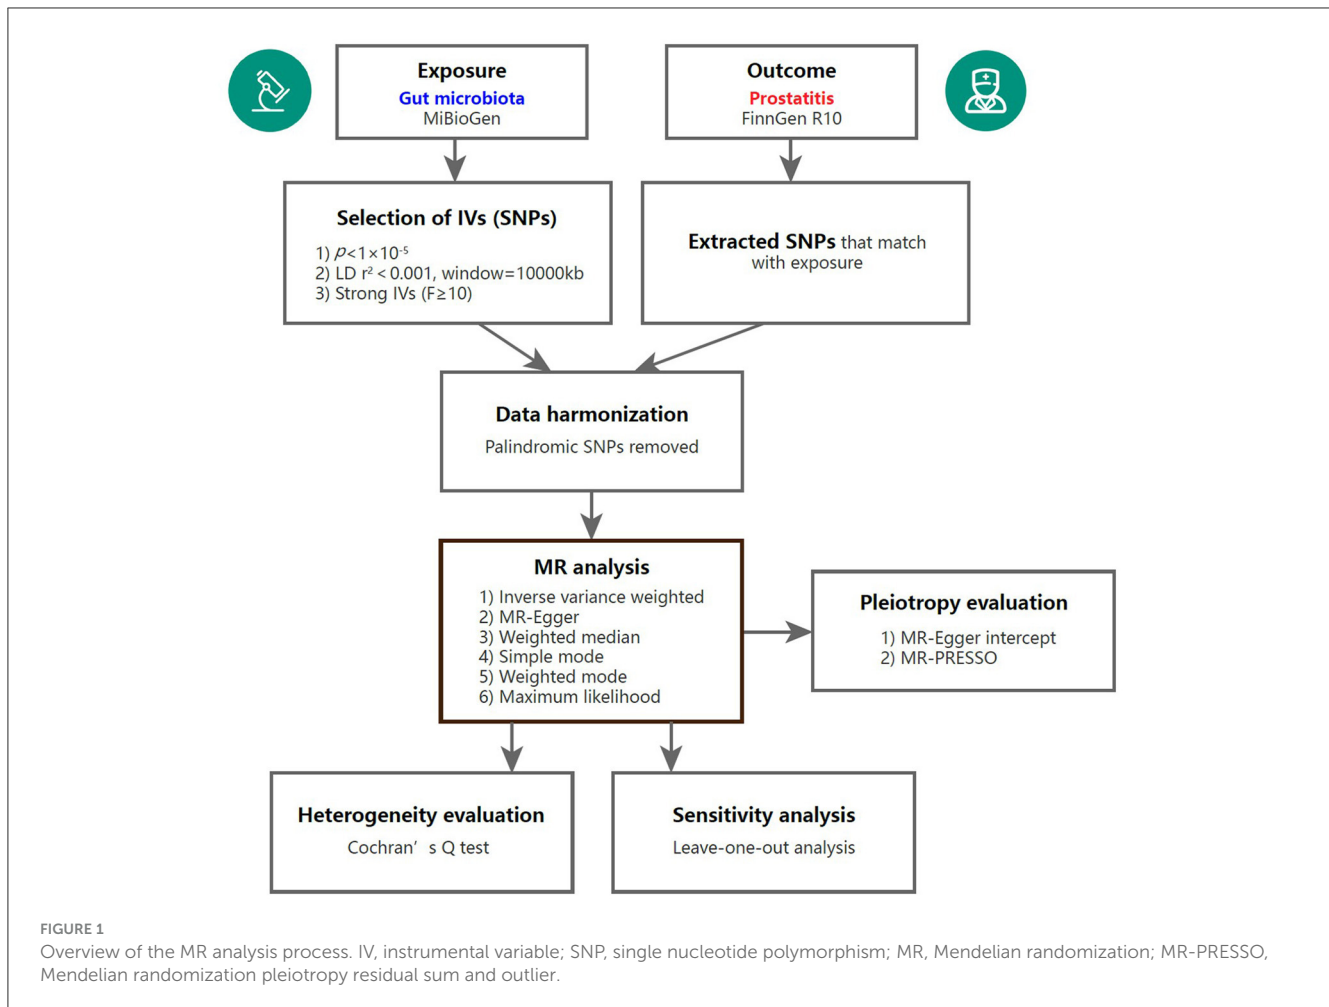 Exposure
Gut microbiota
MiBioGen
Outcome
Prostatitis
FinnGen R10
Selection of IVs (SNPs)
1) p<1×10⁻⁵
2) LD r² < 0.001, window=10000kb
3) Strong IVs (F≥10)
Extracted SNPs that match
with exposure
Data harmonization
Palindromic SNPs removed
MR analysis
1) Inverse variance weighted
2) MR-Egger
3) Weighted median
4) Simple mode
5) Weighted mode
6) Maximum likelihood
Pleiotropy evaluation
1) MR-Egger intercept
2) MR-PRESSO
Heterogeneity evaluation
Cochran's Q test
Sensitivity analysis
Leave-one-out analysis
FIGURE 1
Overview of the MR analysis process. IV, instrumental variable; SNP, single nucleotide polymorphism; MR, Mendelian randomization; MR-PRESSO,
Mendelian randomization pleiotropy residual sum and outlier.